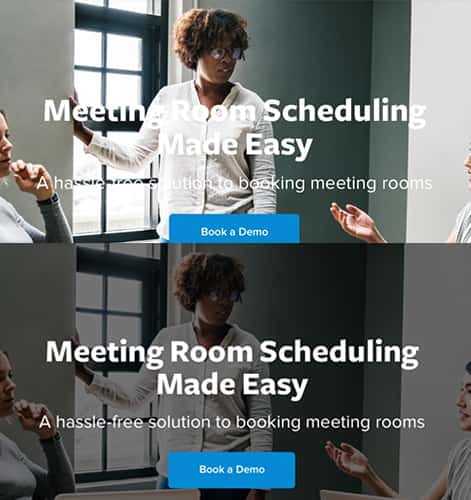 Meeting Room Scheduling
Made Easy
A hassle-free solution to booking meeting rooms
Book a Demo
Meeting Room Scheduling
Made Easy
A hassle-free solution to booking meeting rooms
Book a Demo